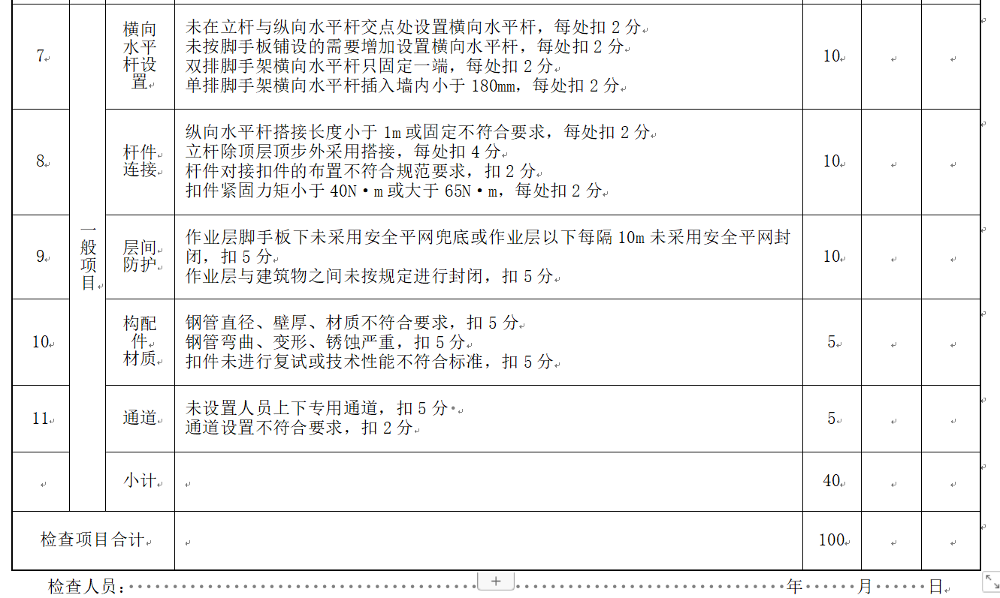 7
横向
水平
杆设
置
未在立杆与纵向水平杆交点处设置横向水平杆，每处扣 2 分
未按脚手板铺设的需要增加设置横向水平杆，每处扣 2 分
双排脚手架横向水平杆只固定一端，每处扣 2 分
单排脚手架横向水平杆插入墙内小于 180mm，每处扣 2 分
10
8
杆件
连接
纵向水平杆搭接长度小于 1m 或固定不符合要求，每处扣 2 分
立杆除顶层顶步外采用搭接，每处扣 4 分
杆件对接扣件的布置不符合规范要求，扣 2 分
扣件紧固力矩小于 40N·m 或大于 65N·m，每处扣 2 分
10
一
般
项
目
9
层间
防护
作业层脚手板下未采用安全平网兜底或作业层以下每隔 10m 未采用安全平网封
闭，扣 5 分
作业层与建筑物之间未按规定进行封闭，扣 5 分
10
10
构配
件
材质
钢管直径、壁厚、材质不符合要求，扣 5 分
钢管弯曲、变形、锈蚀严重，扣 5 分
扣件未进行复试或技术性能不符合标准，扣 5 分
5
11
通道
未设置人员上下专用通道，扣 5 分
通道设置不符合要求，扣 2 分
5
小计
40
检查项目合计
100
检查人员： 年 月 日